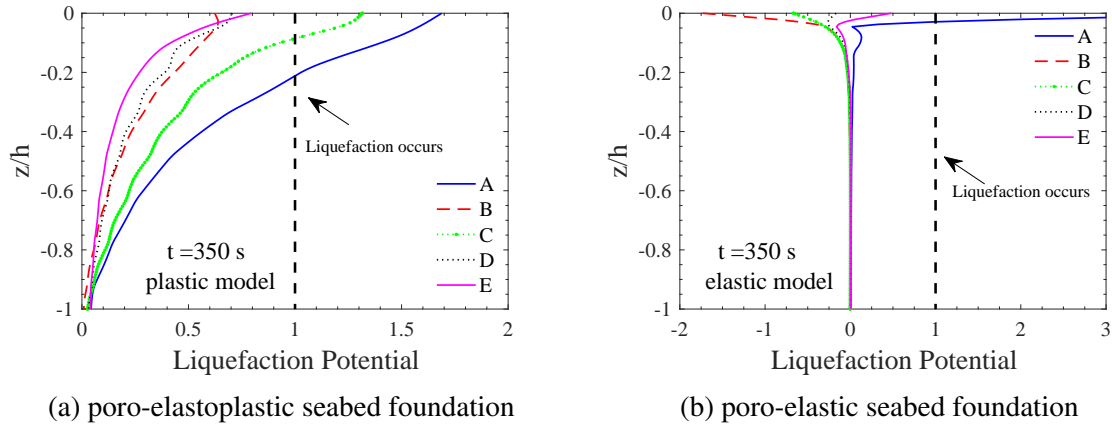 0
-0.2
-0.4
-0.6
-0.8
-1
z/h
0 0.5 1 1.5 2
Liquefaction Potential
Liquefaction occurs
A
B
C
D
E
t =350 s
plastic model
(a) poro-elastoplastic seabed foundation
0
-0.2
-0.4
-0.6
-0.8
-1
z/h
-2 -1 0 1 2 3
Liquefaction Potential
A
B
C
D
E
Liquefaction occurs
t =350 s
elastic model
(b) poro-elastic seabed foundation